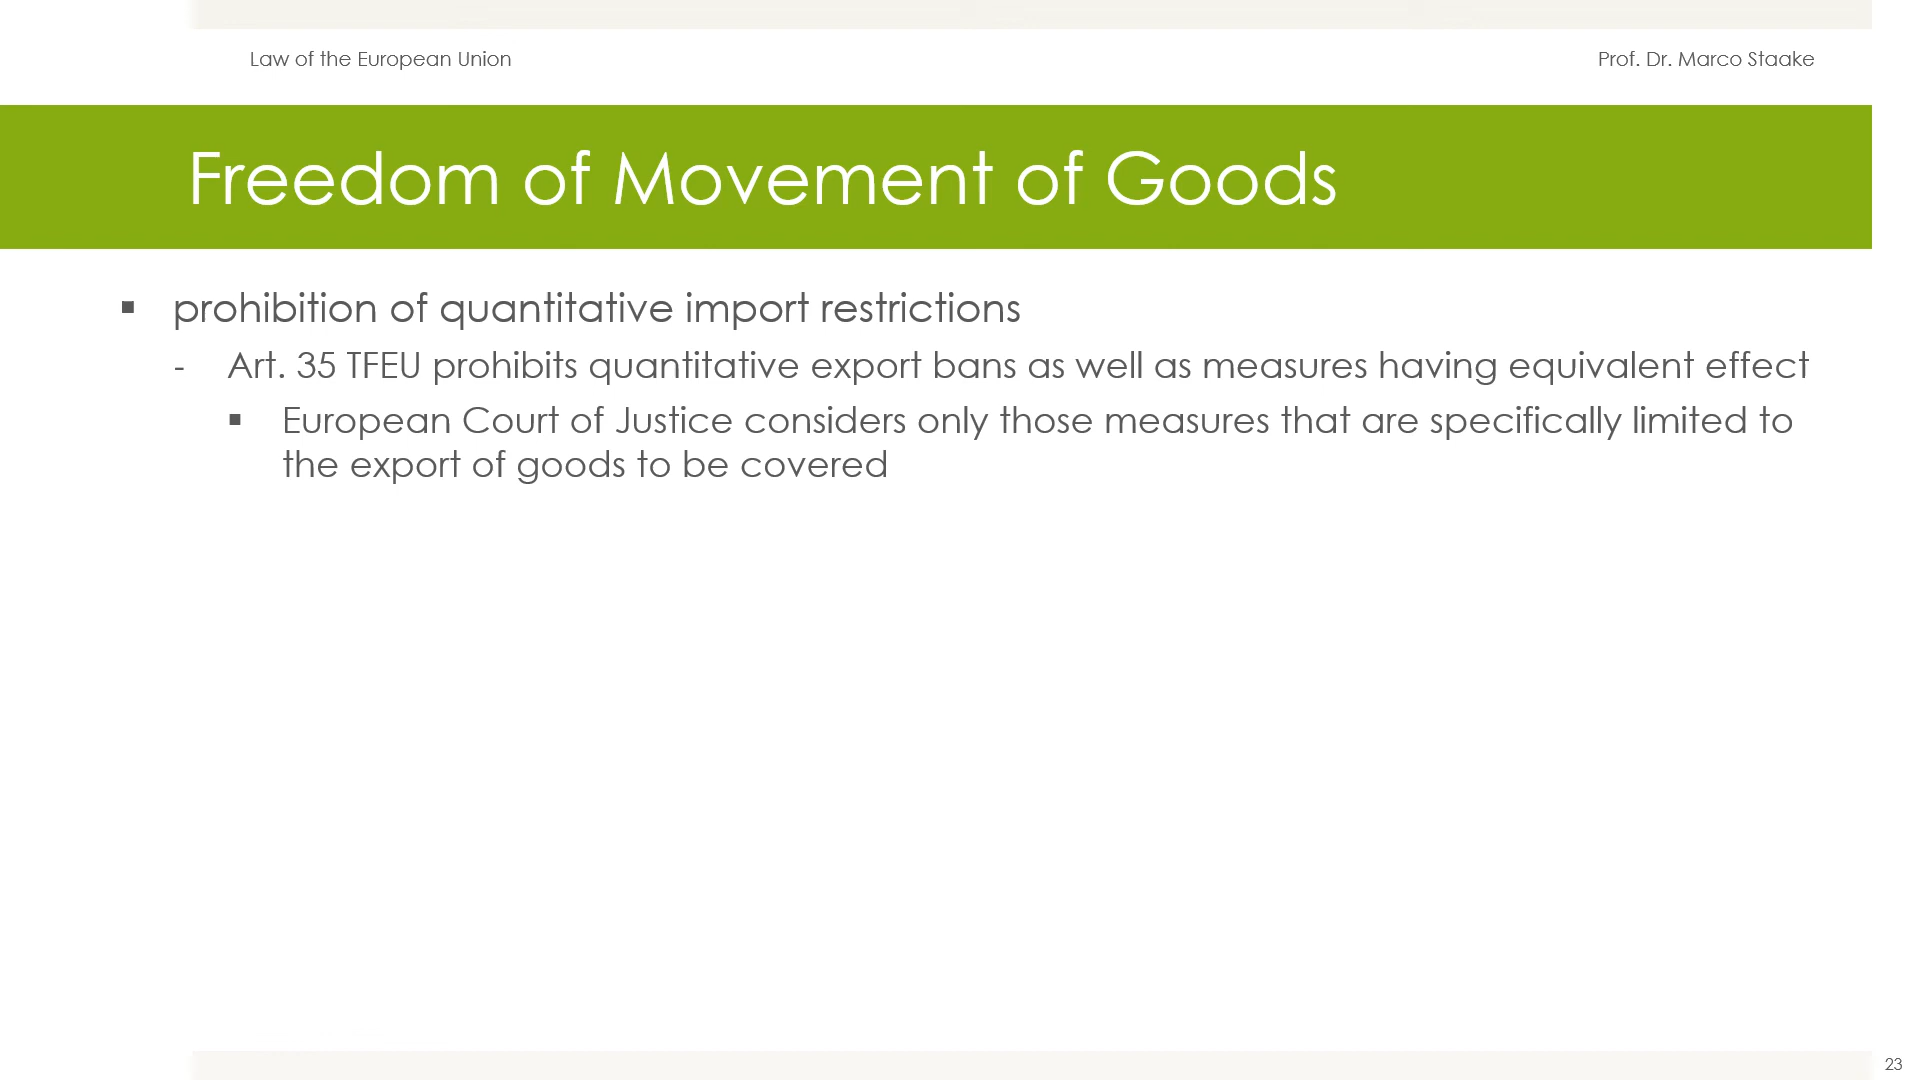 Law of the European Union
Prof. Dr. Marco Staake
Freedom of Movement of Goods
▪ prohibition of quantitative import restrictions
- Art. 35 TFEU prohibits quantitative export bans as well as measures having equivalent effect
▪ European Court of Justice considers only those measures that are specifically limited to
the export of goods to be covered
23